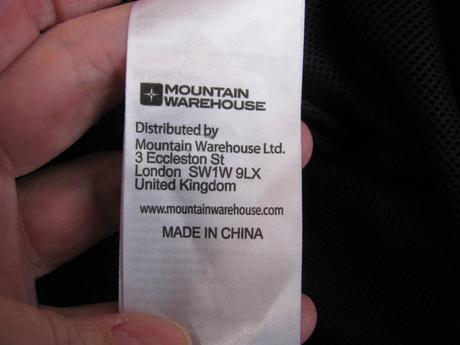 MOUNTAIN
WAREHOUSE
Distributed by
Mountain Warehouse Ltd.
3 Eccleston St
London SW1W 9LX
United Kingdom
www.mountainwarehouse.com
MADE IN CHINA